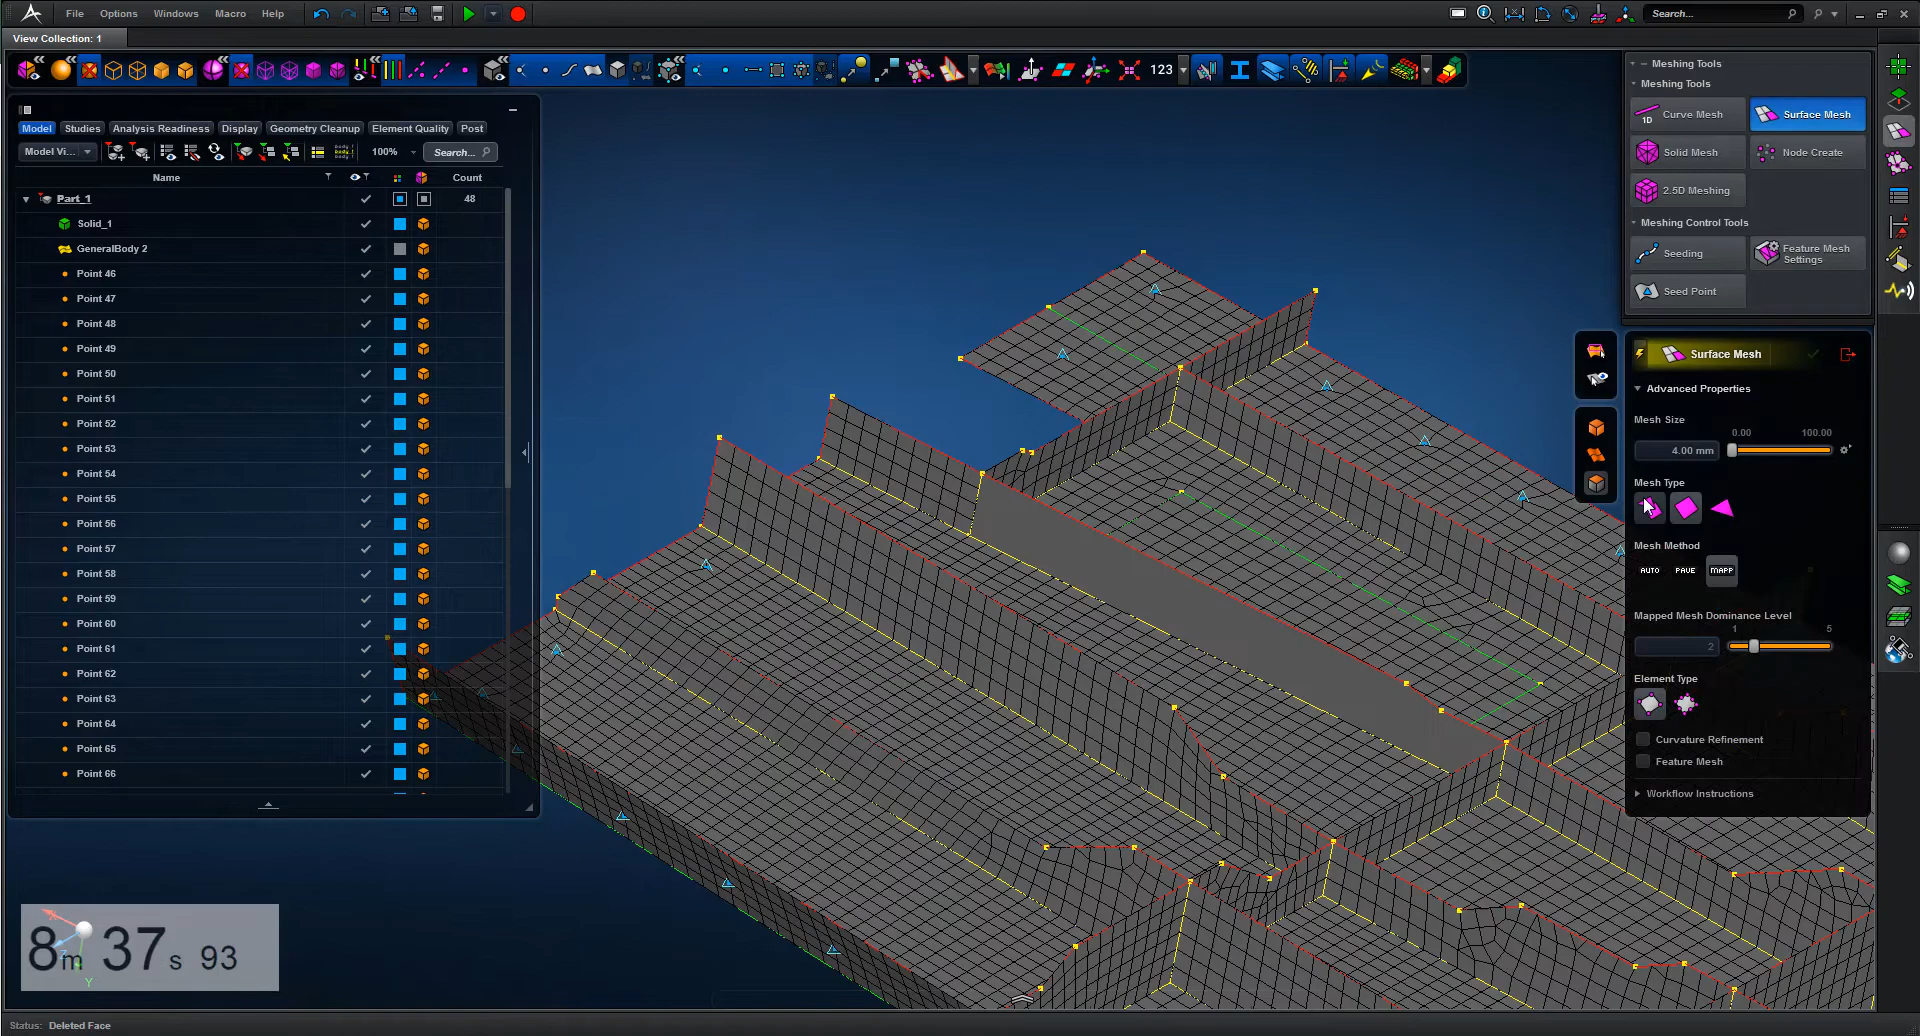 File Options Windows Macro Help Search...
View Collection: 1
123
Model Studies Analysis Readiness Display Geometry Cleanup Element Quality Post
Model Vi... 100% Search...
Name Count
Part_1 48
Solid_1
GeneralBody 2
Point 46
Point 47
Point 48
Point 49
Point 50
Point 51
Point 52
Point 53
Point 54
Point 55
Point 56
Point 57
Point 58
Point 59
Point 60
Point 61
Point 62
Point 63
Point 64
Point 65
Point 66
Meshing Tools
Meshing Tools
1D Curve Mesh Surface Mesh
Solid Mesh Node Create
2.5D Meshing
Meshing Control Tools
Seeding Feature Mesh
Settings
Seed Point
Surface Mesh
Advanced Properties
Mesh Size
0.00 100.00
4.00 mm
Mesh Type
Mesh Method
AUTO PAVE MAPP
Mapped Mesh Dominance Level
1 5
2
Element Type
Curvature Refinement
Feature Mesh
Workflow Instructions
X
Z
Y
8m 37s 93
Status: Deleted Face